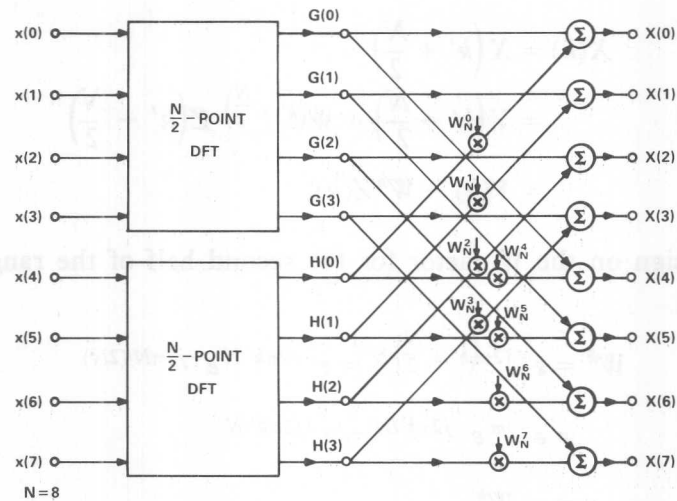 x(0) G(0) Σ X(0)
x(1) G(1) Σ X(1)
N/2 - POINT
DFT
W_N^0
x(2) G(2) Σ X(2)
W_N^1
x(3) G(3) Σ X(3)
W_N^2 W_N^4
x(4) H(0) Σ X(4)
W_N^3 W_N^5
x(5) H(1) Σ X(5)
N/2 - POINT
DFT
W_N^6
x(6) H(2) Σ X(6)
W_N^7
x(7) H(3) Σ X(7)
N=8